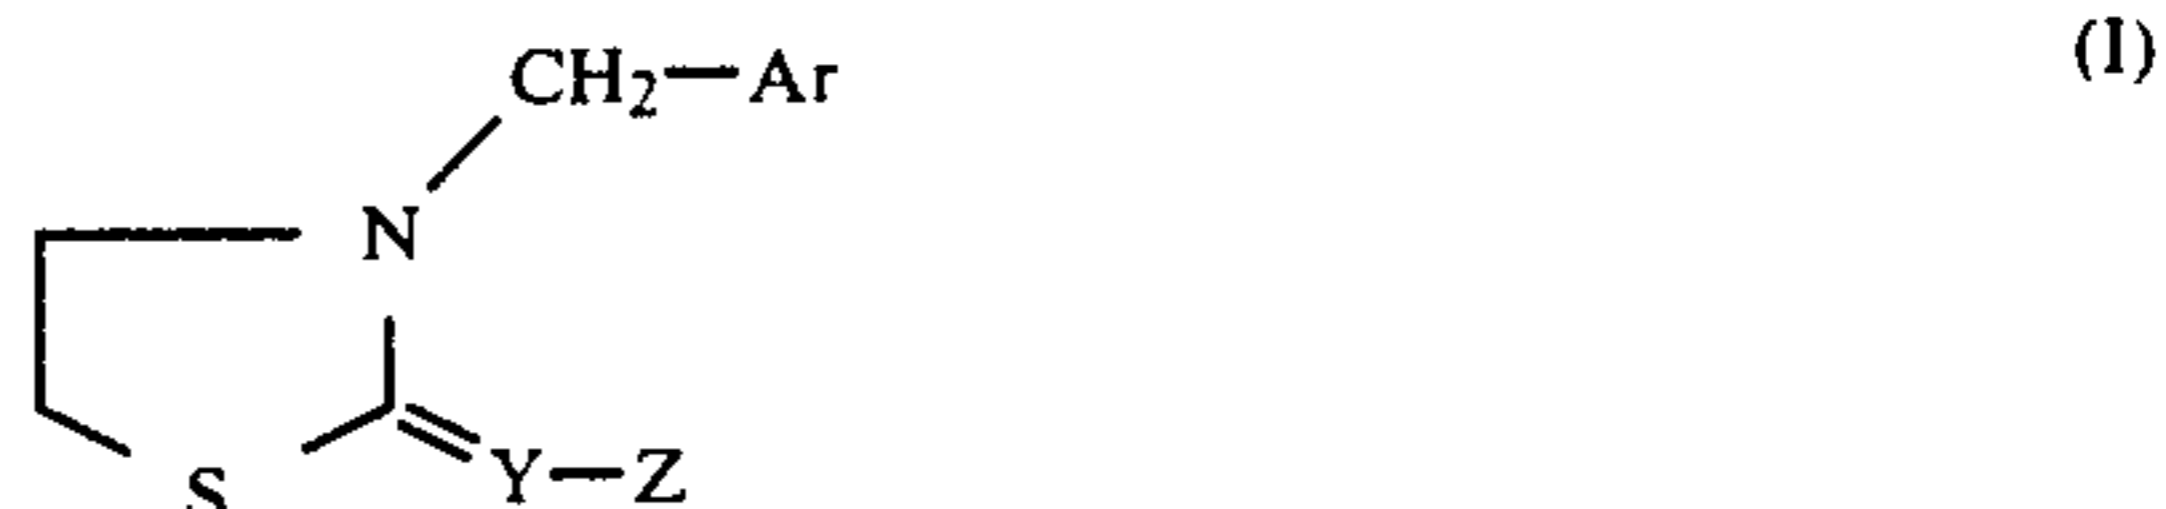 CH2—Ar (I)
N
S
Y—Z